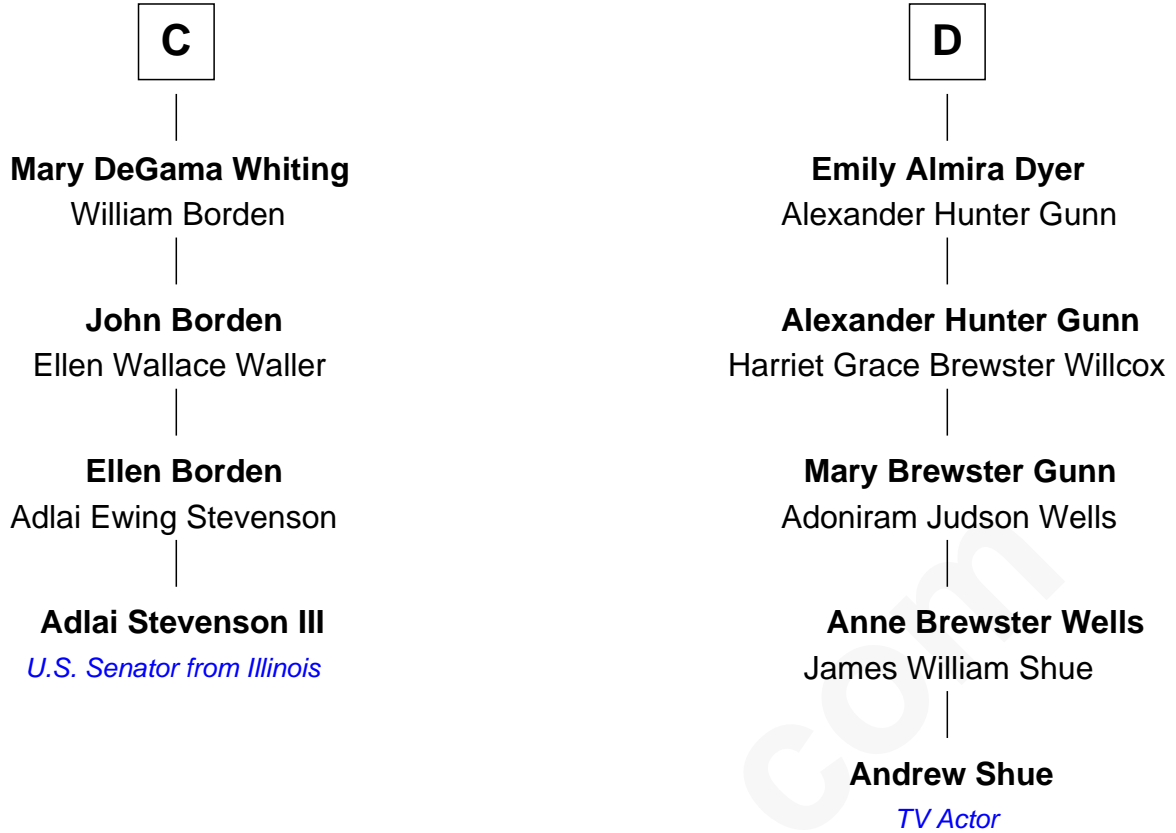 C
Mary DeGama Whiting
William Borden
John Borden
Ellen Wallace Waller
Ellen Borden
Adlai Ewing Stevenson
Adlai Stevenson III
U.S. Senator from Illinois
D
Emily Almira Dyer
Alexander Hunter Gunn
Alexander Hunter Gunn
Harriet Grace Brewster Willcox
Mary Brewster Gunn
Adoniram Judson Wells
Anne Brewster Wells
James William Shue
Andrew Shue
TV Actor
com